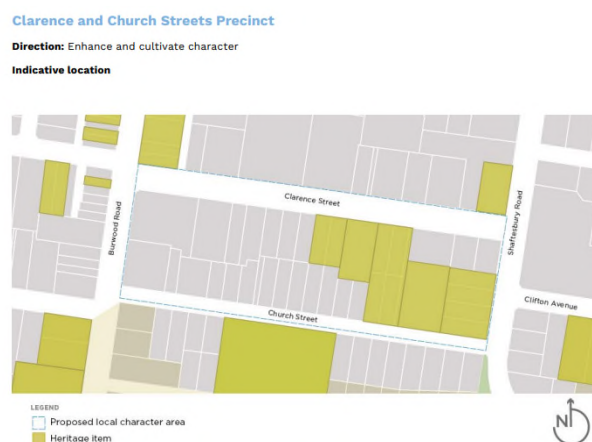 Clarence and Church Streets Precinct
Direction: Enhance and cultivate character
Indicative location
Clarence Street
Burwood Road
Shaftesbury Road
Church Street
Clifton Avenue
LEGEND
Proposed local character area
Heritage item
N